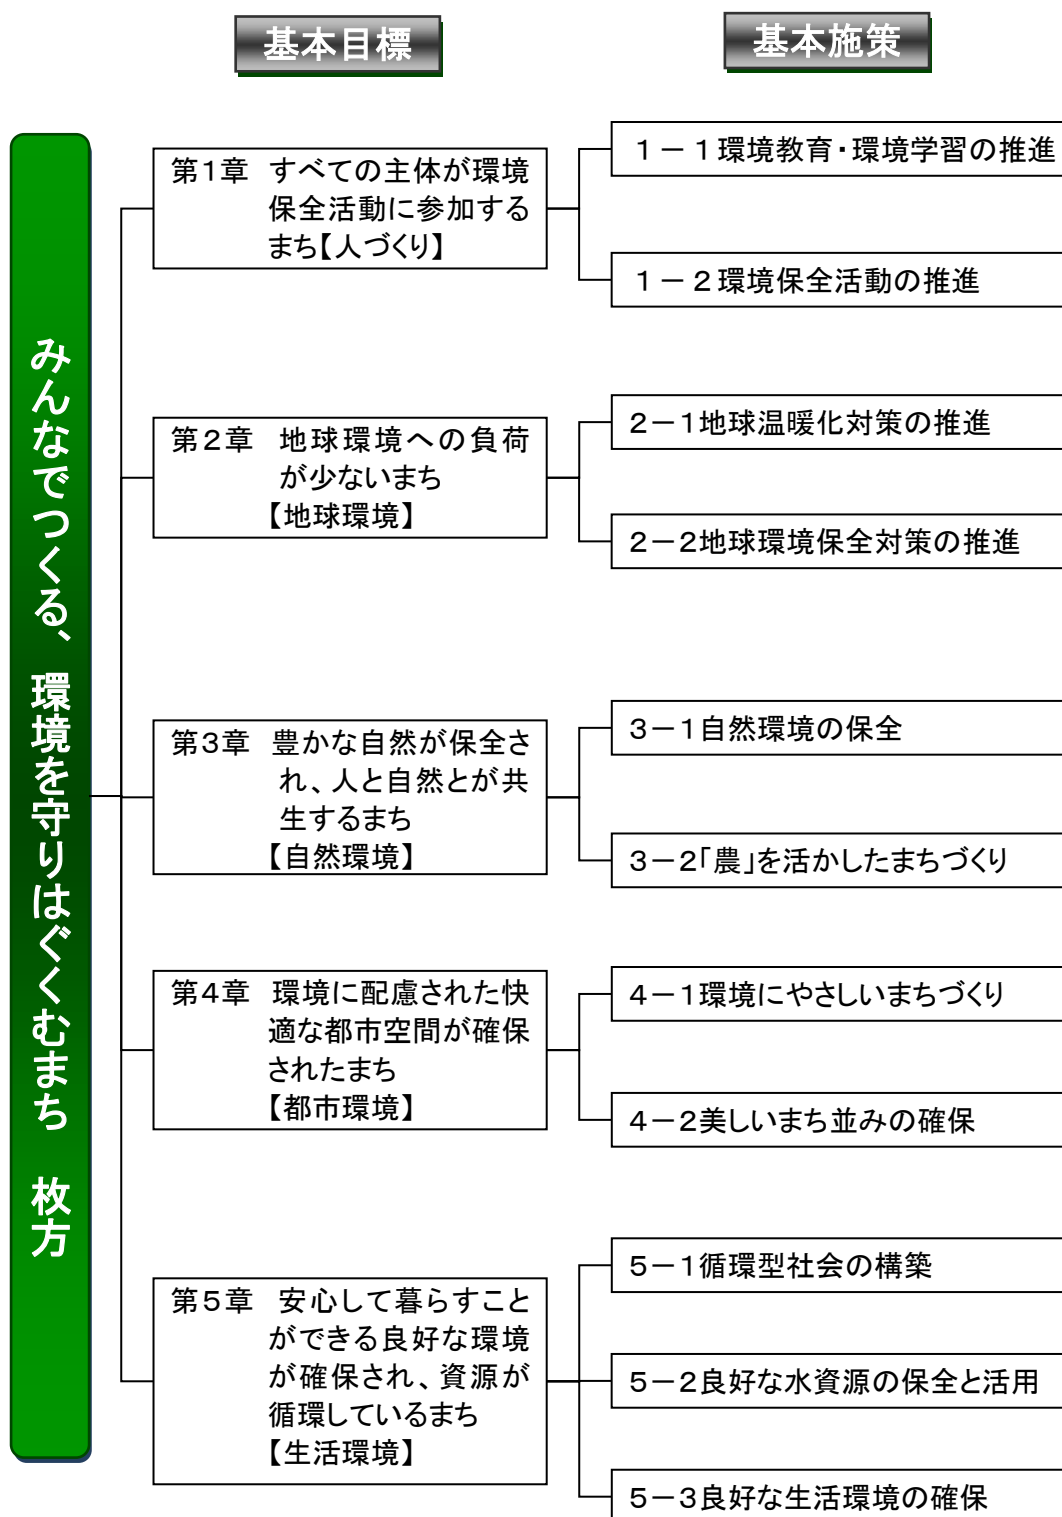 基本目標
基本施策
みんなでつくる、環境を守りはぐくむまち　枚方
第1章　すべての主体が環境
保全活動に参加する
まち【人づくり】
1－1環境教育・環境学習の推進
1－2環境保全活動の推進
第2章　地球環境への負荷
が少ないまち
【地球環境】
2－1地球温暖化対策の推進
2－2地球環境保全対策の推進
第3章　豊かな自然が保全さ
れ、人と自然とが共
生するまち
【自然環境】
3－1自然環境の保全
3－2「農」を活かしたまちづくり
第4章　環境に配慮された快
適な都市空間が確保
されたまち
【都市環境】
4－1環境にやさしいまちづくり
4－2美しいまち並みの確保
第5章　安心して暮らすこと
ができる良好な環境
が確保され、資源が
循環しているまち
【生活環境】
5－1循環型社会の構築
5－2良好な水資源の保全と活用
5－3良好な生活環境の確保